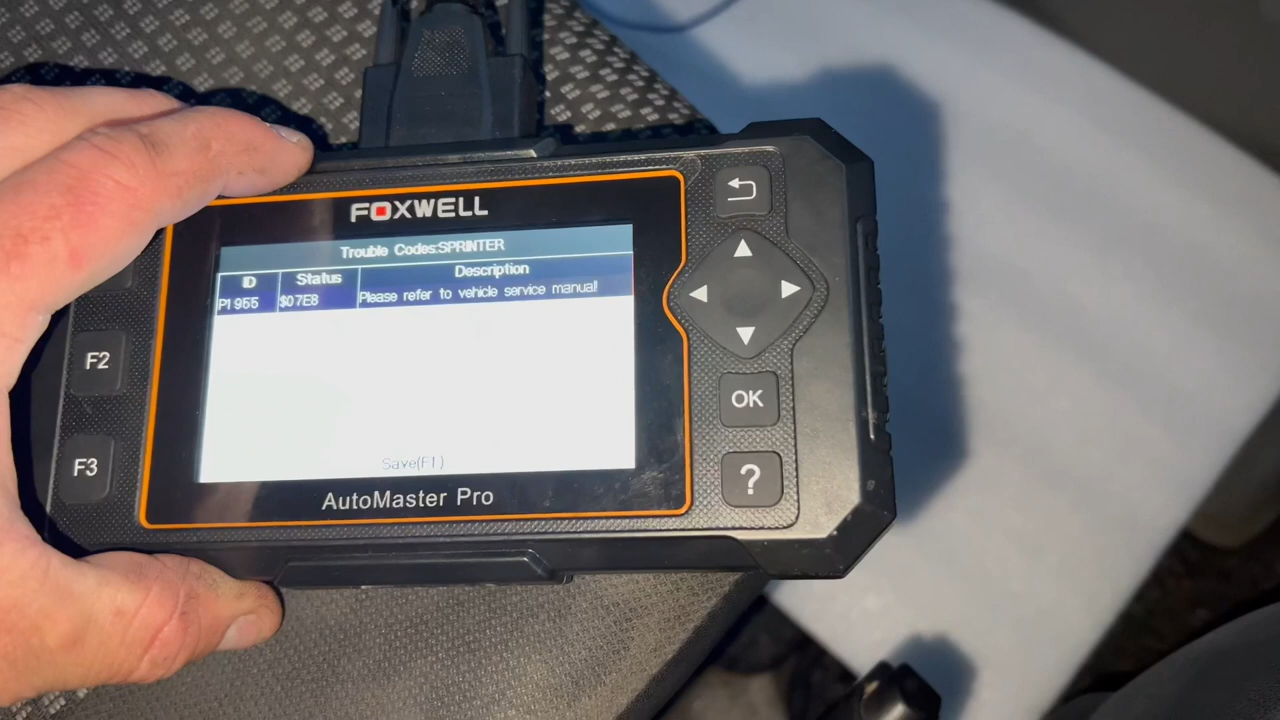 FOXWELL
Trouble Codes:SPRINTER
ID Status Description
P1955 $07E8 Please refer to vehicle service manual!
Save(F1)
AutoMaster Pro
F2
F3
OK
?